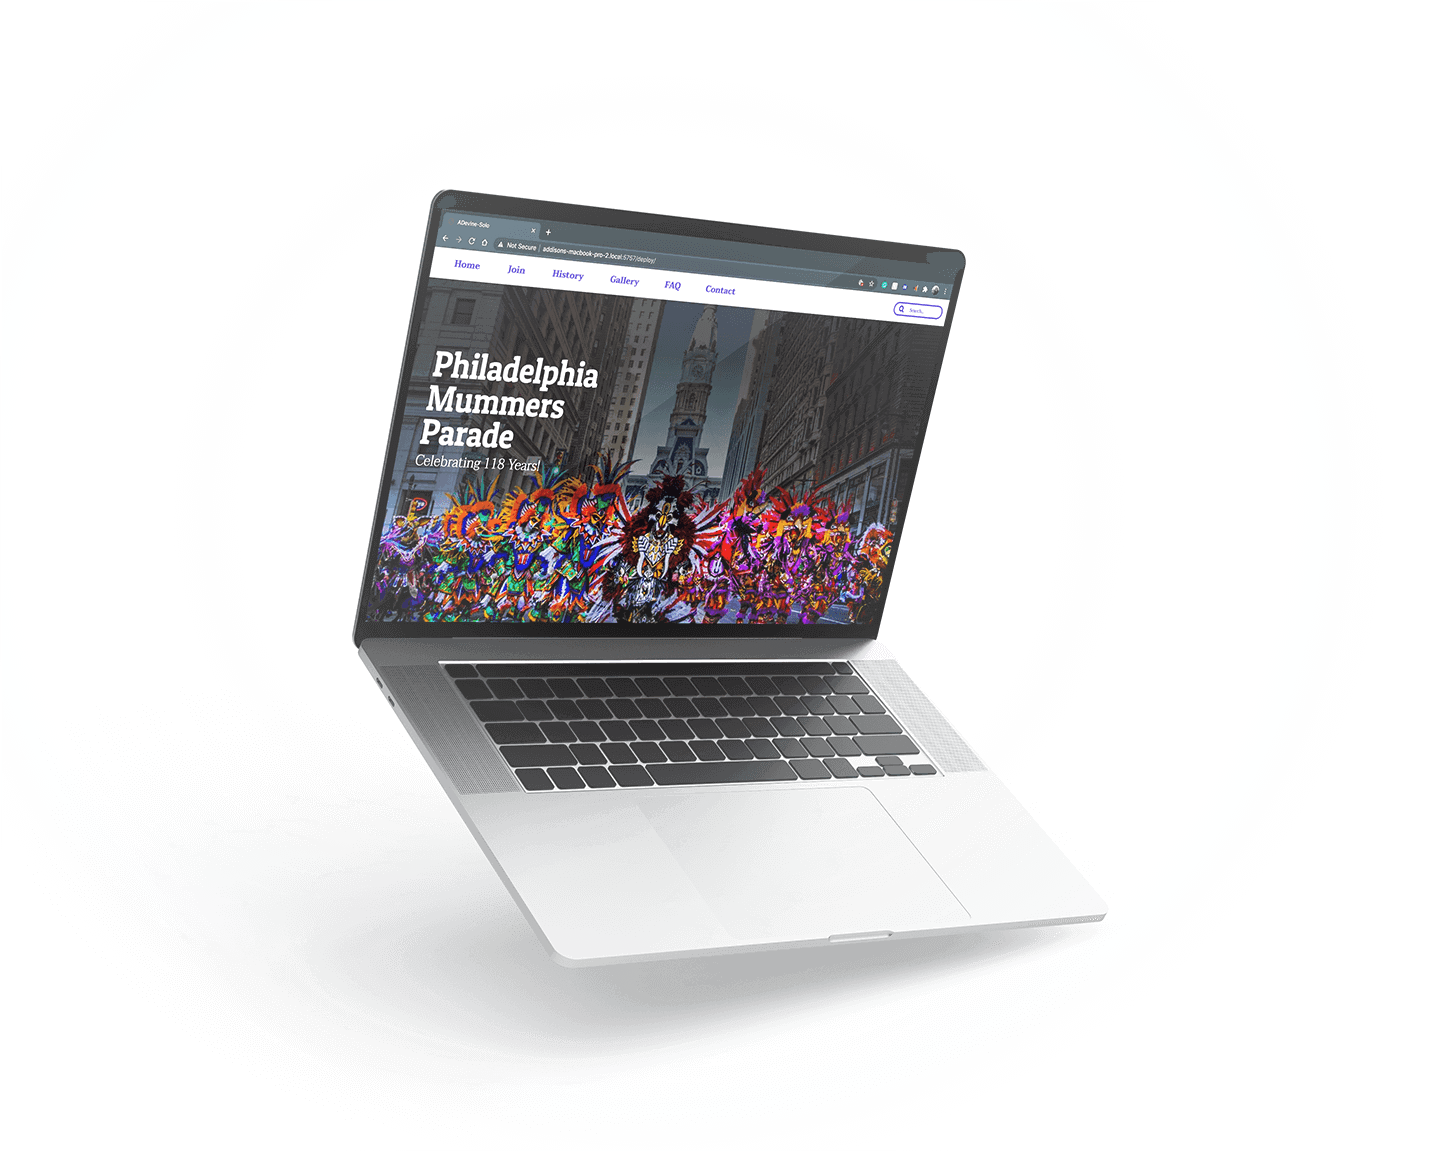 ADevine-Solo
Not Secure addisons-macbook-pro-2.local:5757/deploy/
Home Join History Gallery FAQ Contact
Search...
Philadelphia
Mummers
Parade
Celebrating 118 Years!